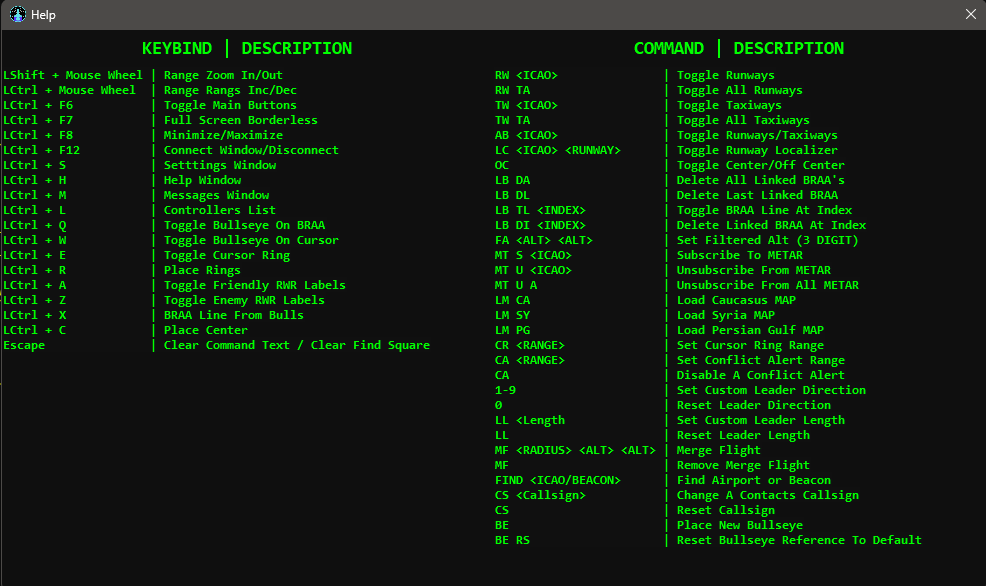 Help
KEYBIND | DESCRIPTION
LShift + Mouse Wheel | Range Zoom In/Out
LCtrl + Mouse Wheel | Range Rangs Inc/Dec
LCtrl + F6 | Toggle Main Buttons
LCtrl + F7 | Full Screen Borderless
LCtrl + F8 | Minimize/Maximize
LCtrl + F12 | Connect Window/Disconnect
LCtrl + S | Setttings Window
LCtrl + H | Help Window
LCtrl + M | Messages Window
LCtrl + L | Controllers List
LCtrl + Q | Toggle Bullseye On BRAA
LCtrl + W | Toggle Bullseye On Cursor
LCtrl + E | Toggle Cursor Ring
LCtrl + R | Place Rings
LCtrl + A | Toggle Friendly RWR Labels
LCtrl + Z | Toggle Enemy RWR Labels
LCtrl + X | BRAA Line From Bulls
LCtrl + C | Place Center
Escape | Clear Command Text / Clear Find Square
COMMAND | DESCRIPTION
RW <ICAO> | Toggle Runways
RW TA | Toggle All Runways
TW <ICAO> | Toggle Taxiways
TW TA | Toggle All Taxiways
AB <ICAO> | Toggle Runways/Taxiways
LC <ICAO> <RUNWAY> | Toggle Runway Localizer
OC | Toggle Center/Off Center
LB DA | Delete All Linked BRAA's
LB DL | Delete Last Linked BRAA
LB TL <INDEX> | Toggle BRAA Line At Index
LB DI <INDEX> | Delete Linked BRAA At Index
FA <ALT> <ALT> | Set Filtered Alt (3 DIGIT)
MT S <ICAO> | Subscribe To METAR
MT U <ICAO> | Unsubscribe From METAR
MT U A | Unsubscribe From All METAR
LM CA | Load Caucasus MAP
LM SY | Load Syria MAP
LM PG | Load Persian Gulf MAP
CR <RANGE> | Set Cursor Ring Range
CA <RANGE> | Set Conflict Alert Range
CA | Disable A Conflict Alert
1-9 | Set Custom Leader Direction
0 | Reset Leader Direction
LL <Length | Set Custom Leader Length
LL | Reset Leader Length
MF <RADIUS> <ALT> <ALT> | Merge Flight
MF | Remove Merge Flight
FIND <ICAO/BEACON> | Find Airport or Beacon
CS <Callsign> | Change A Contacts Callsign
CS | Reset Callsign
BE | Place New Bullseye
BE RS | Reset Bullseye Reference To Default